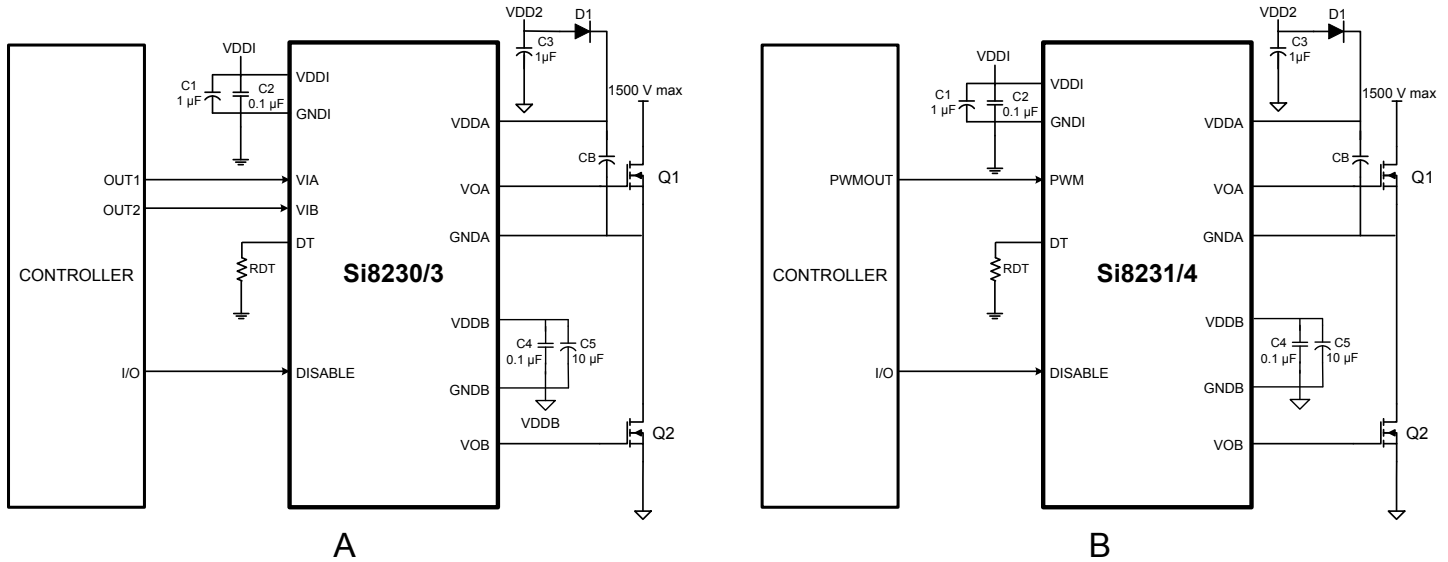 VDD2
D1
C3
1µF
VDDI
C1
1 µF
C2
0.1 µF
VDDI
GNDI
1500 V max
VDDA
CB
OUT1
VIA
VOA
Q1
OUT2
VIB
DT
GNDA
RDT
CONTROLLER
Si8230/3
VDDB
C4
0.1 µF
C5
10 µF
I/O
DISABLE
GNDB
VDDB
VOB
Q2
A
VDD2
D1
C3
1µF
VDDI
C1
1 µF
C2
0.1 µF
VDDI
GNDI
1500 V max
VDDA
CB
PWMOUT
PWM
VOA
Q1
DT
GNDA
RDT
CONTROLLER
Si8231/4
VDDB
C4
0.1 µF
C5
10 µF
I/O
DISABLE
GNDB
VOB
Q2
B